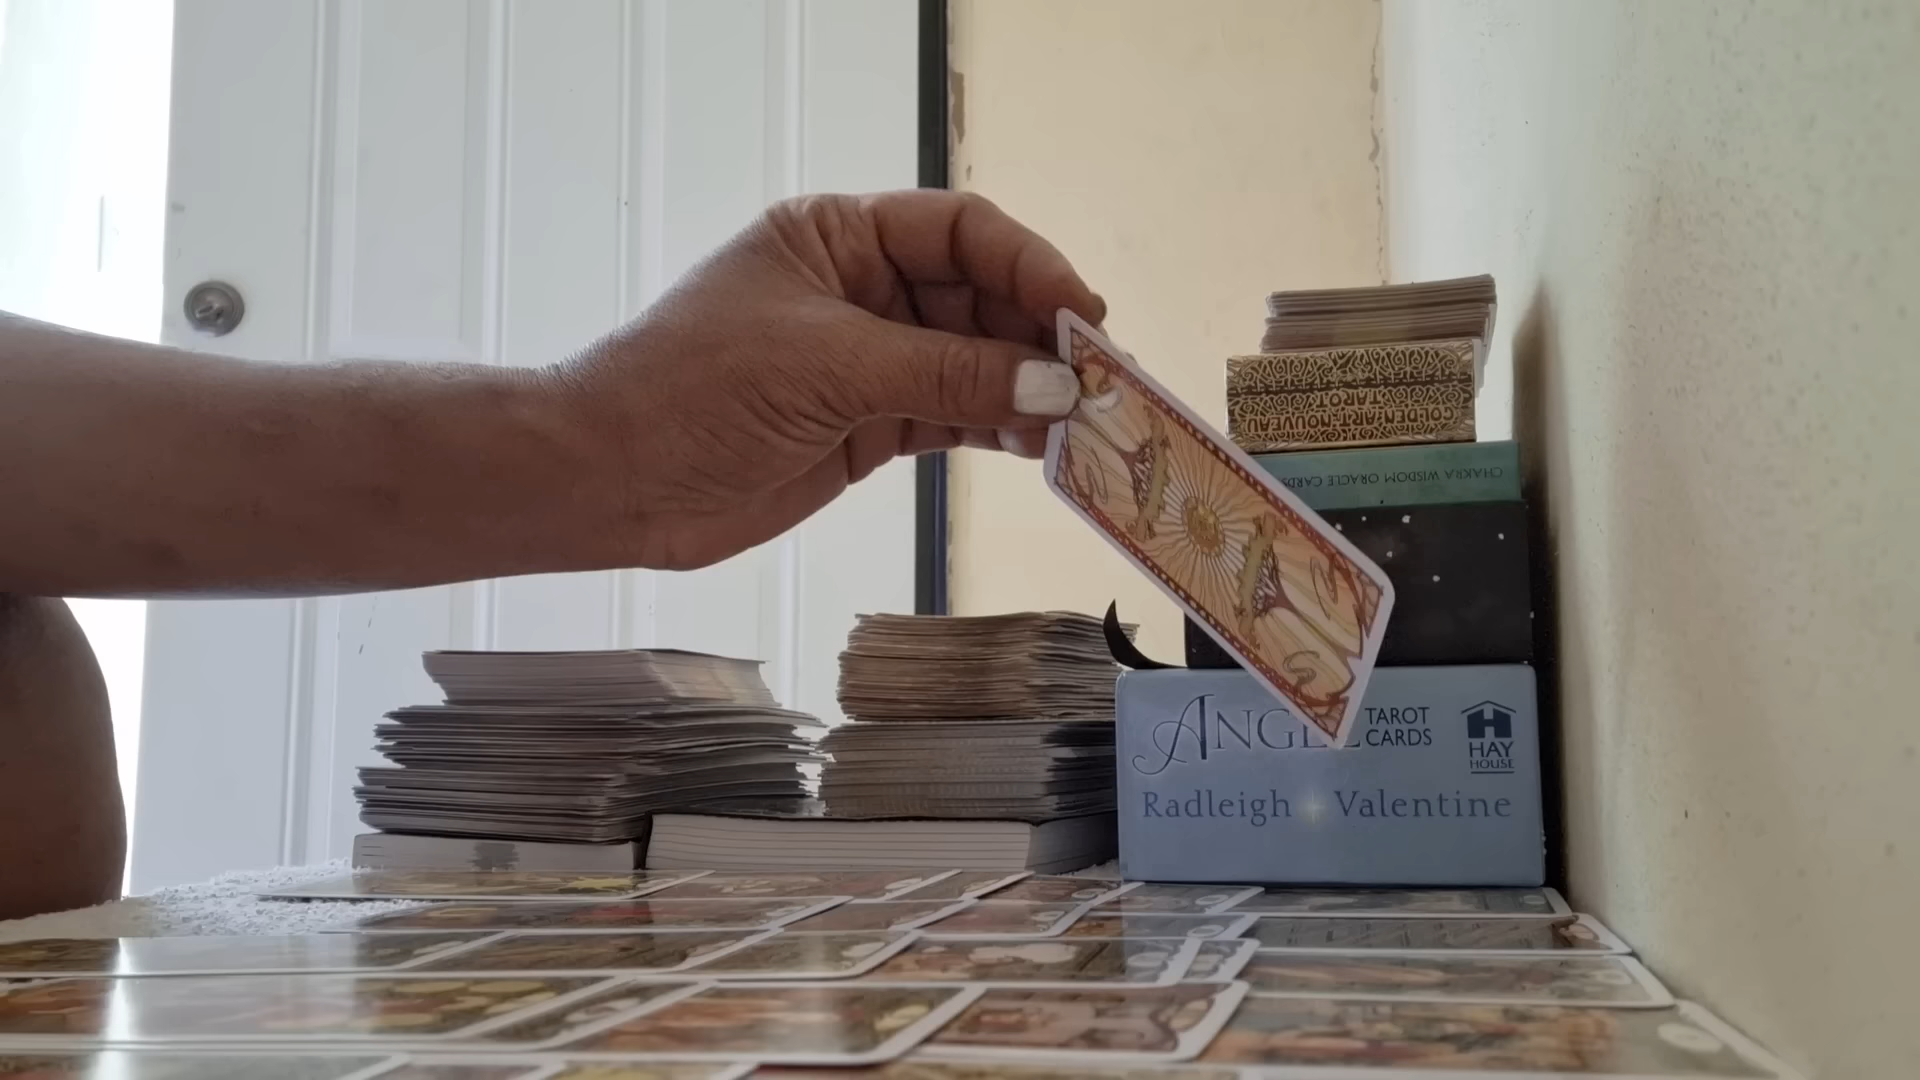 GOLDEN ART NOUVEAU
TAROT
CHAKRA WISDOM ORACLE CARDS
ANGEL
TAROT
CARDS
HAY
HOUSE
Radleigh Valentine